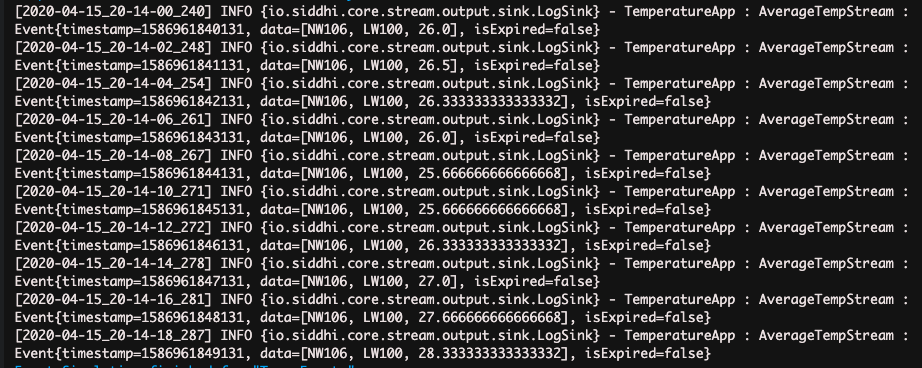 [2020-04-15_20-14-00_240] INFO {io.siddhi.core.stream.output.sink.LogSink} - TemperatureApp : AverageTempStream :
Event{timestamp=1586961840131, data=[NW106, LW100, 26.0], isExpired=false}
[2020-04-15_20-14-02_248] INFO {io.siddhi.core.stream.output.sink.LogSink} - TemperatureApp : AverageTempStream :
Event{timestamp=1586961841131, data=[NW106, LW100, 26.5], isExpired=false}
[2020-04-15_20-14-04_254] INFO {io.siddhi.core.stream.output.sink.LogSink} - TemperatureApp : AverageTempStream :
Event{timestamp=1586961842131, data=[NW106, LW100, 26.333333333333332], isExpired=false}
[2020-04-15_20-14-06_261] INFO {io.siddhi.core.stream.output.sink.LogSink} - TemperatureApp : AverageTempStream :
Event{timestamp=1586961843131, data=[NW106, LW100, 26.0], isExpired=false}
[2020-04-15_20-14-08_267] INFO {io.siddhi.core.stream.output.sink.LogSink} - TemperatureApp : AverageTempStream :
Event{timestamp=1586961844131, data=[NW106, LW100, 25.666666666666668], isExpired=false}
[2020-04-15_20-14-10_271] INFO {io.siddhi.core.stream.output.sink.LogSink} - TemperatureApp : AverageTempStream :
Event{timestamp=1586961845131, data=[NW106, LW100, 25.666666666666668], isExpired=false}
[2020-04-15_20-14-12_272] INFO {io.siddhi.core.stream.output.sink.LogSink} - TemperatureApp : AverageTempStream :
Event{timestamp=1586961846131, data=[NW106, LW100, 26.333333333333332], isExpired=false}
[2020-04-15_20-14-14_278] INFO {io.siddhi.core.stream.output.sink.LogSink} - TemperatureApp : AverageTempStream :
Event{timestamp=1586961847131, data=[NW106, LW100, 27.0], isExpired=false}
[2020-04-15_20-14-16_281] INFO {io.siddhi.core.stream.output.sink.LogSink} - TemperatureApp : AverageTempStream :
Event{timestamp=1586961848131, data=[NW106, LW100, 27.666666666666668], isExpired=false}
[2020-04-15_20-14-18_287] INFO {io.siddhi.core.stream.output.sink.LogSink} - TemperatureApp : AverageTempStream :
Event{timestamp=1586961849131, data=[NW106, LW100, 28.333333333333332], isExpired=false}